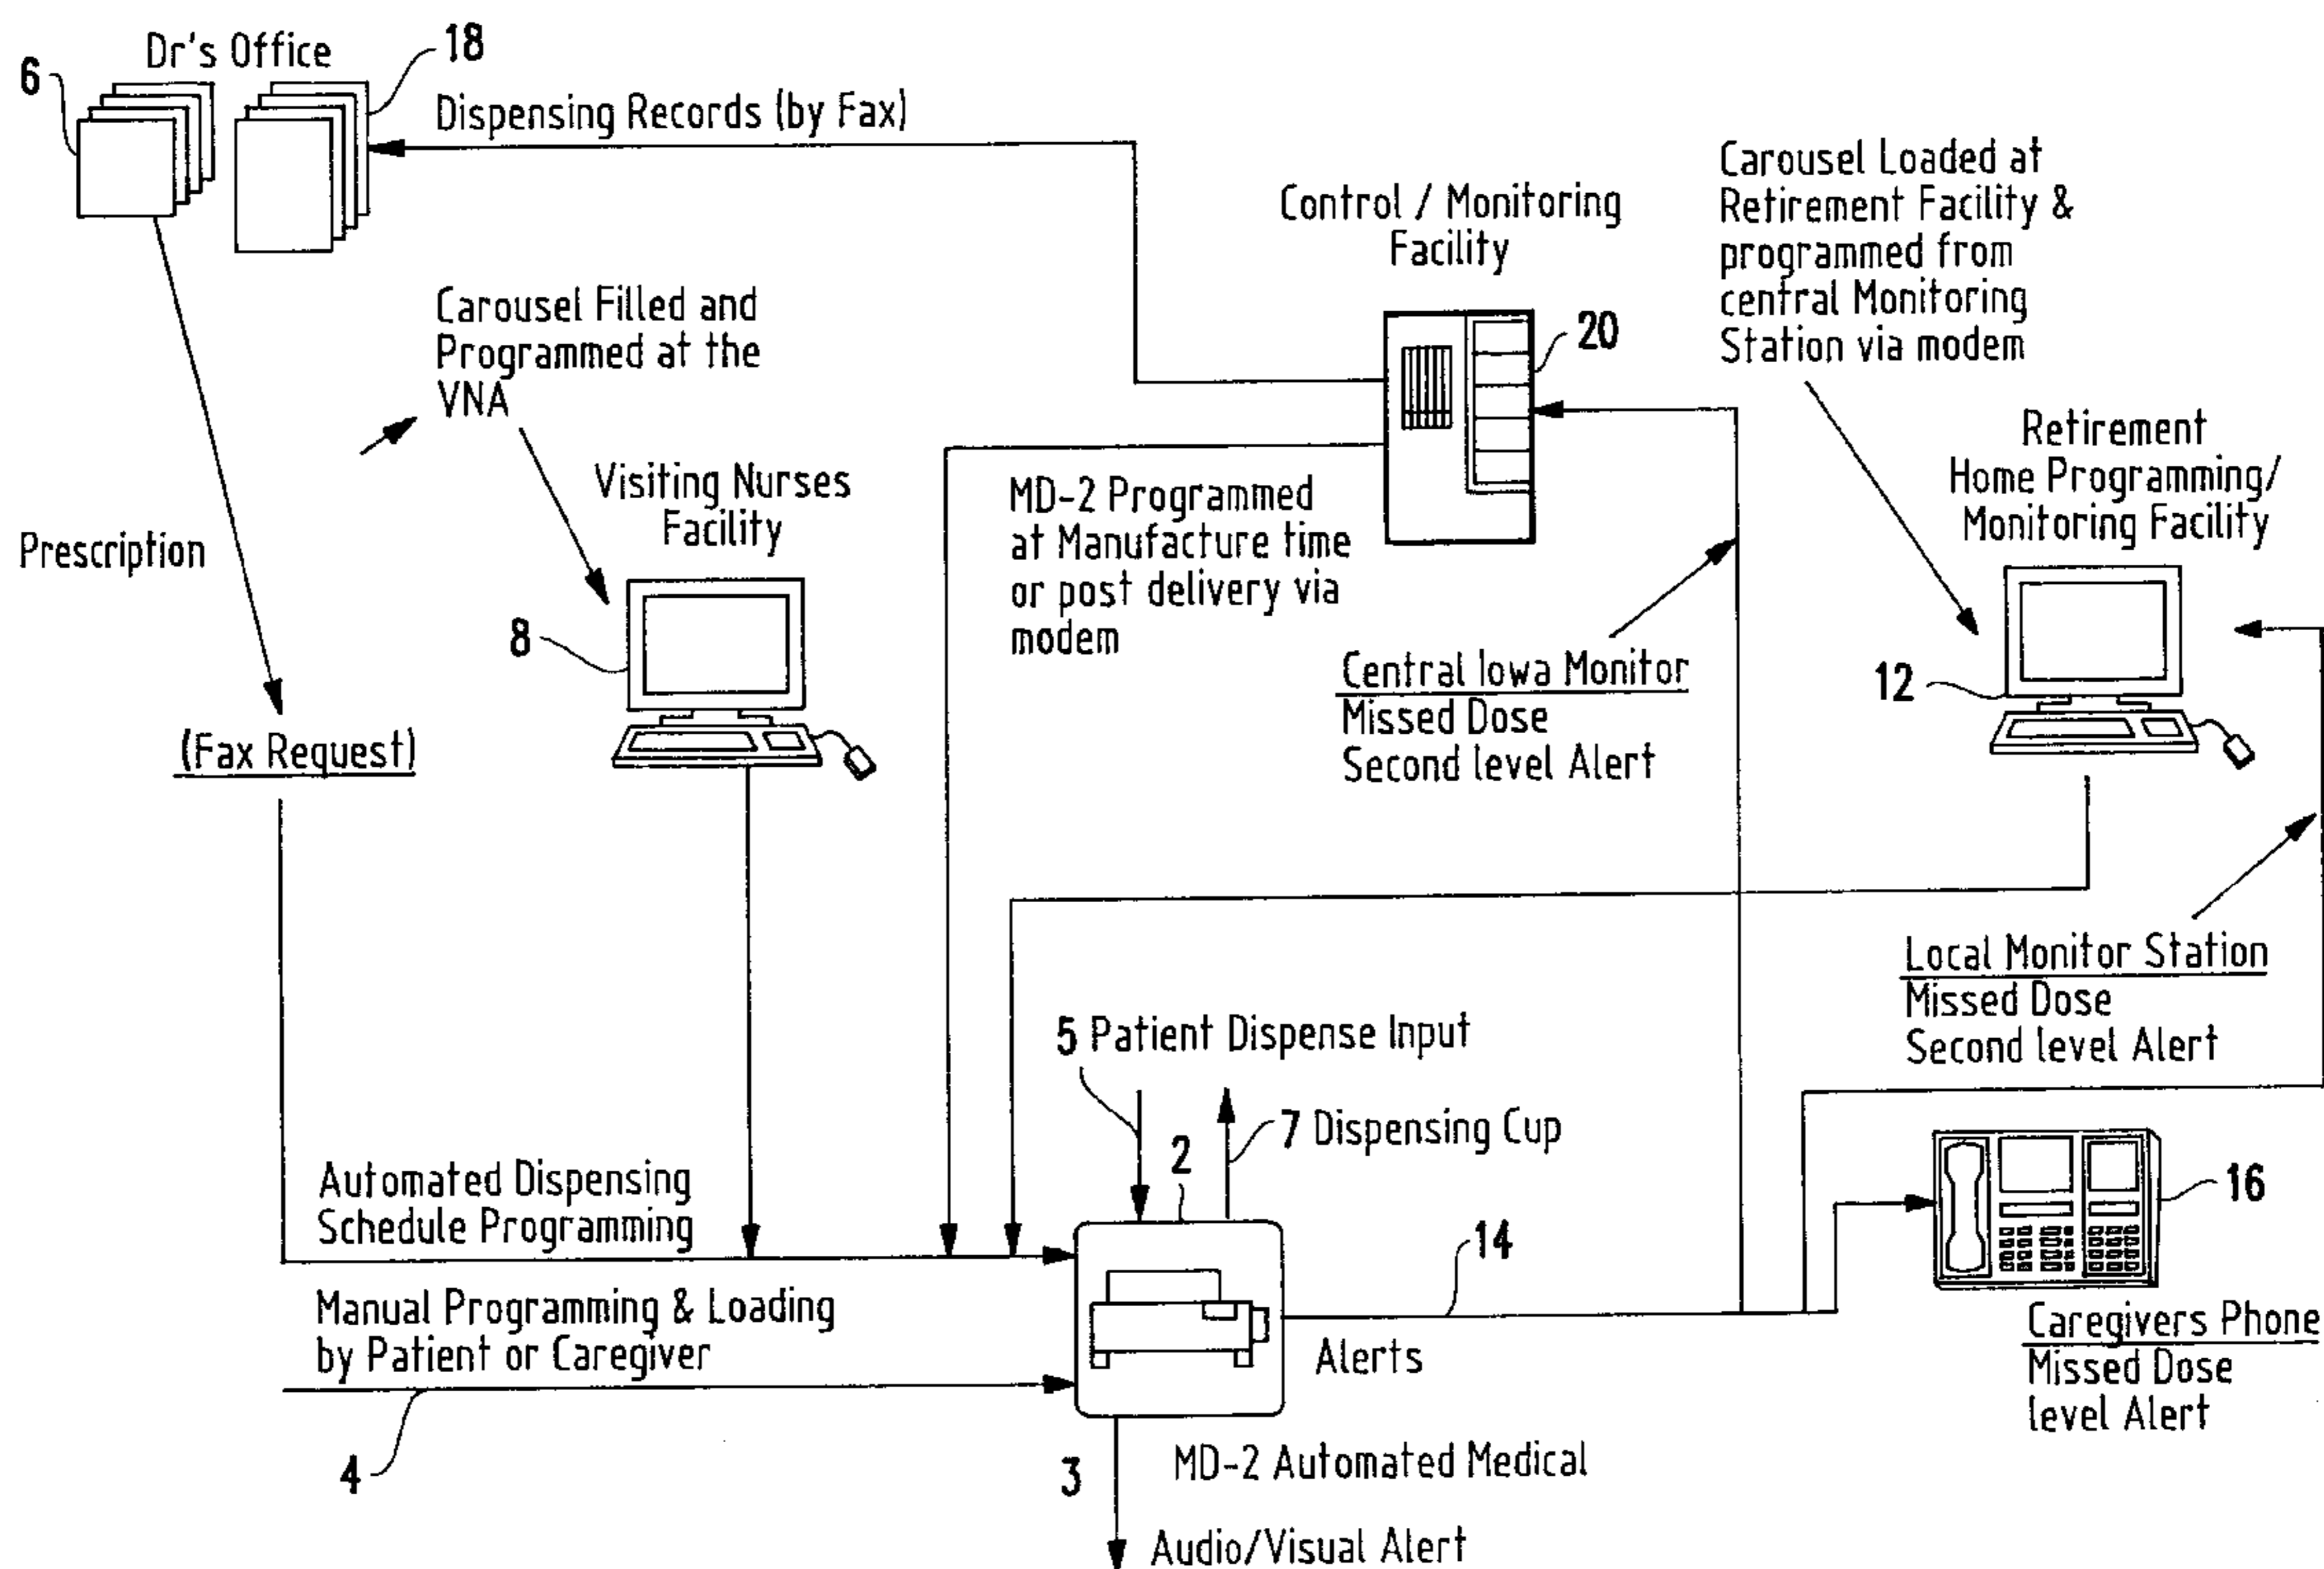 Dr's Office
6
18
Dispensing Records (by Fax)
Control / Monitoring
Facility
20
Carousel Loaded at
Retirement Facility &
programmed from
central Monitoring
Station via modem
Carousel Filled and
Programmed at the
VNA
Prescription
Visiting Nurses
Facility
8
MD-2 Programmed
at Manufacture time
or post delivery via
modem
Retirement
Home Programming/
Monitoring Facility
12
Central Iowa Monitor
Missed Dose
Second level Alert
(Fax Request)
Local Monitor Station
Missed Dose
Second level Alert
5 Patient Dispense Input
7 Dispensing Cup
2
Automated Dispensing
Schedule Programming
Manual Programming & Loading
by Patient or Caregiver
4
14
Alerts
16
Caregivers Phone
Missed Dose
level Alert
3
MD-2 Automated Medical
Audio/Visual Alert